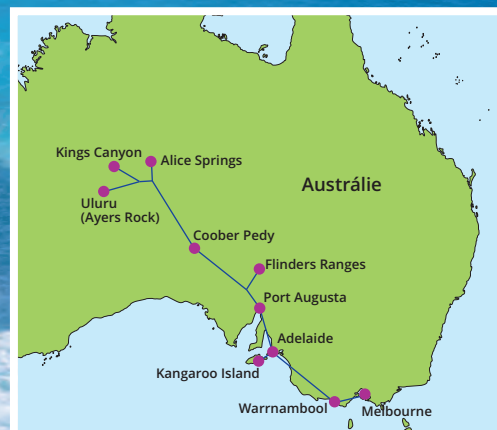 Kings Canyon
Alice Springs
Austrálie
Uluru
(Ayers Rock)
Coober Pedy
Flinders Ranges
Port Augusta
Adelaide
Kangaroo Island
Warrnambool
Melbourne